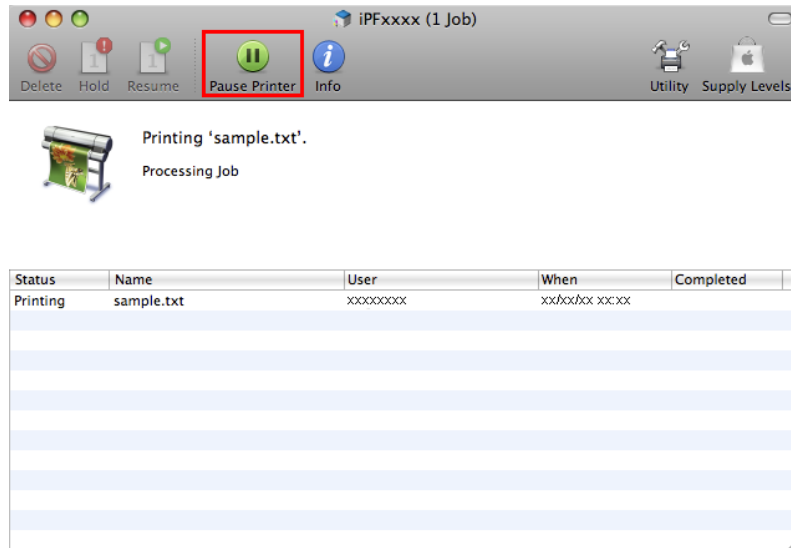 iPFxxxx (1 Job)
Delete Hold Resume Pause Printer Info Utility Supply Levels
Printing ‘sample.txt’.
Processing Job
Status Name User When Completed
Printing sample.txt xxxxxxxx xx/xx/xx xx:xx